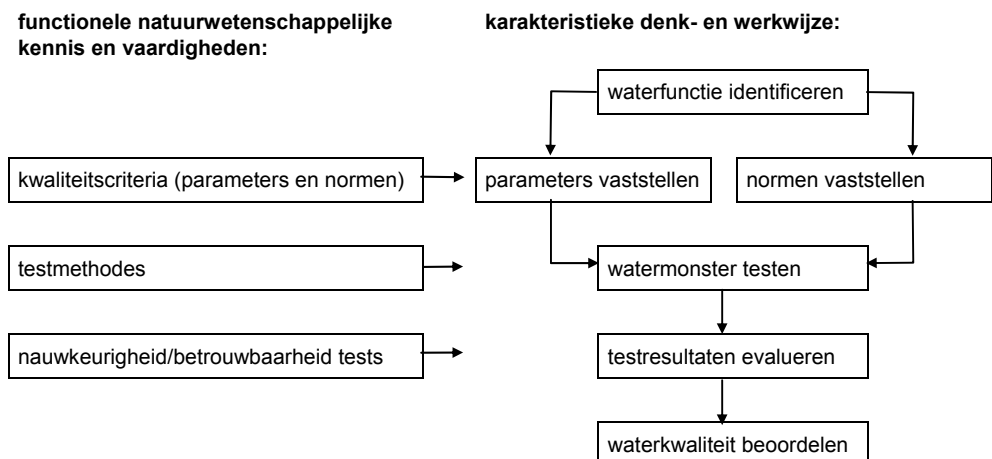 functionele natuurwetenschappelijke
kennis en vaardigheden:
karakteristieke denk- en werkwijze:
waterfunctie identificeren
kwaliteitscriteria (parameters en normen)
parameters vaststellen
normen vaststellen
testmethodes
watermonster testen
nauwkeurigheid/betrouwbaarheid tests
testresultaten evalueren
waterkwaliteit beoordelen